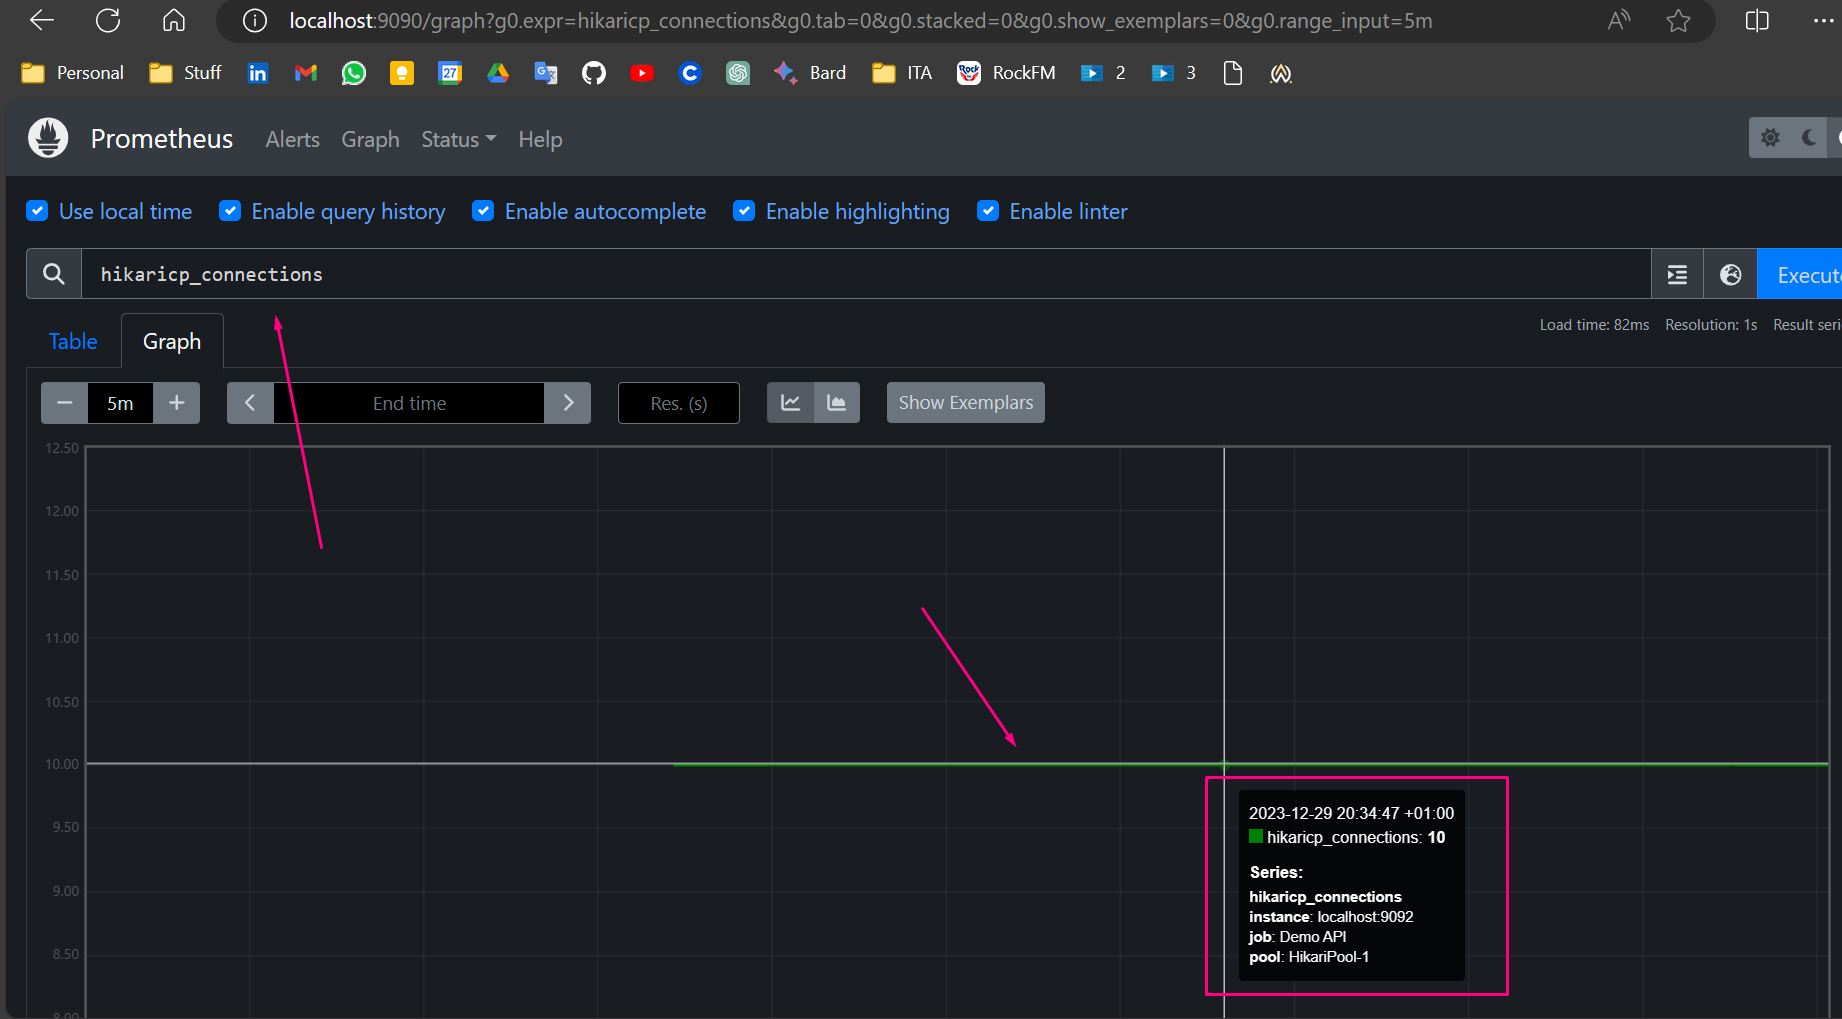 localhost:9090/graph?g0.expr=hikaricp_connections&g0.tab=0&g0.stacked=0&g0.show_exemplars=0&g0.range_input=5m
Personal Stuff in 27 Bard ITA Rock RockFM 2 3
Prometheus Alerts Graph Status Help
Use local time Enable query history Enable autocomplete Enable highlighting Enable linter
hikaricp_connections Execute
Load time: 82ms Resolution: 1s Result seri
Table Graph
5m End time Res. (s) Show Exemplars
12.50
12.00
11.50
11.00
10.50
10.00
9.50
9.00
8.50
8.00
2023-12-29 20:34:47 +01:00
hikaricp_connections: 10
Series:
hikaricp_connections
instance: localhost:9092
job: Demo API
pool: HikariPool-1